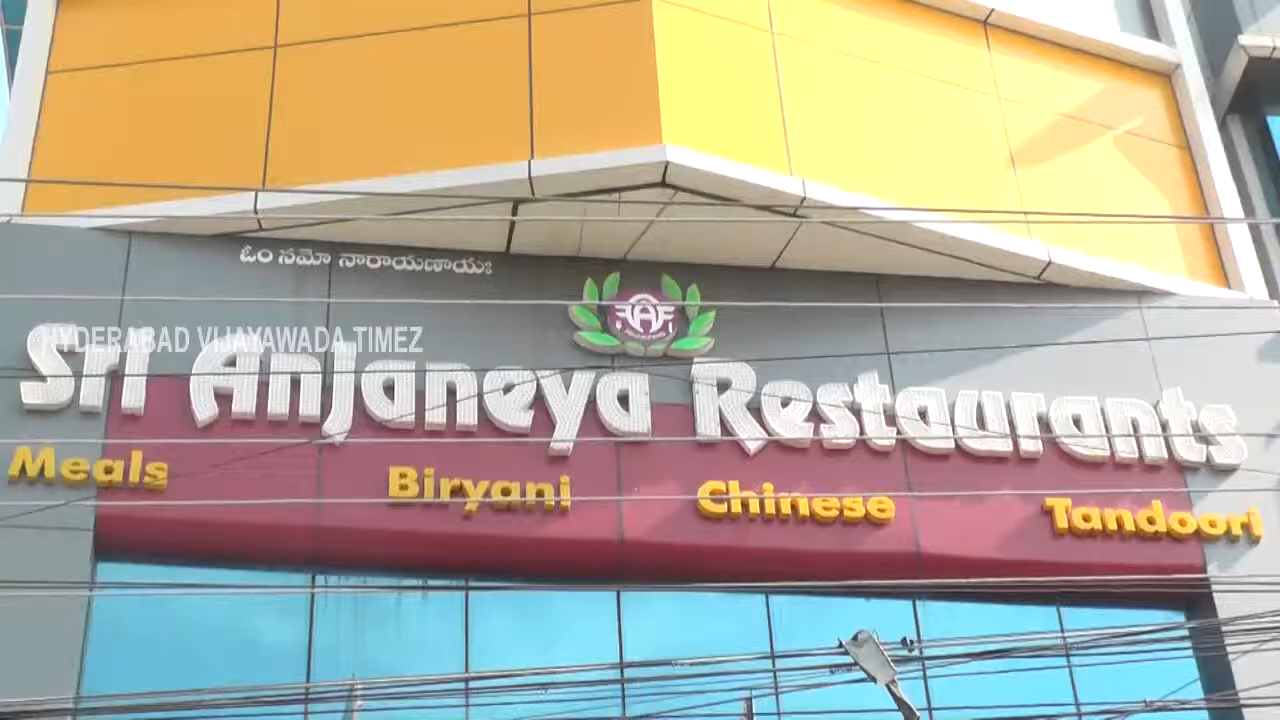 ఓం నమో నారాయణాయః
HYDERABAD VIJAYAWADA TIMEZ
Sri Anjaneya Restaurants
Meals Biryani Chinese Tandoori